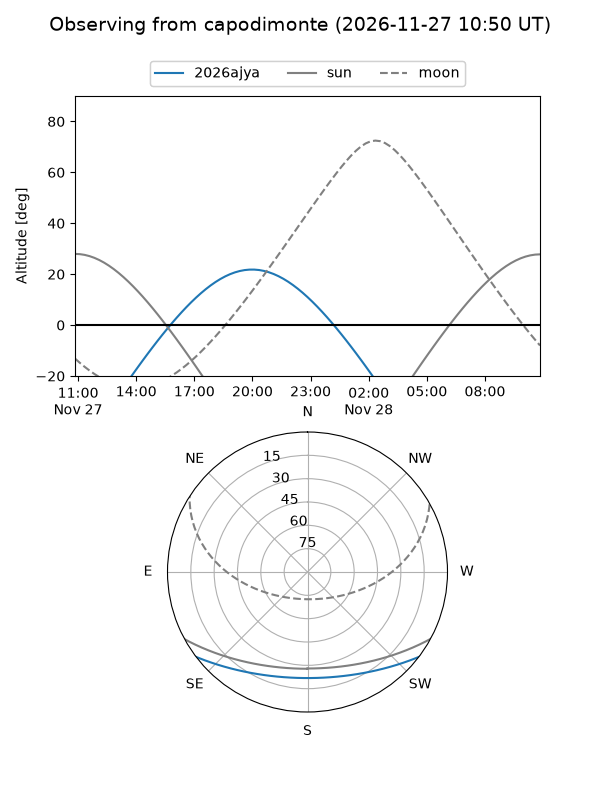 Observing from capodimonte (2026-11-27 10:50 UT)
2026ajya sun moon
Altitude [deg]
80
60
40
20
0
−20
11:00 14:00 17:00 20:00 23:00 02:00 05:00 08:00
Nov 27 Nov 28
N
NE NW
15
30
45
60
75
E W
SE SW
S